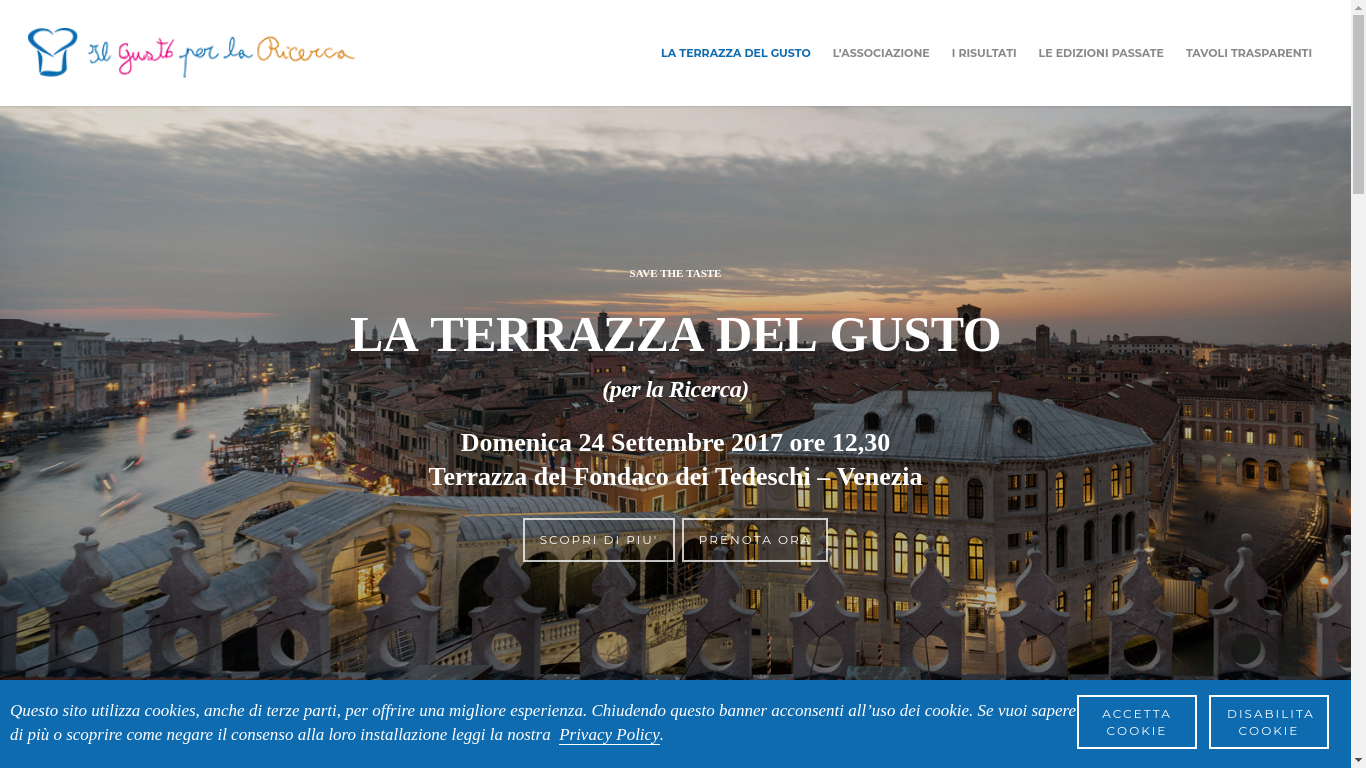 Il Gusto per la Ricerca
LA TERRAZZA DEL GUSTO
L'ASSOCIAZIONE
I RISULTATI
LE EDIZIONI PASSATE
TAVOLI TRASPARENTI
SAVE THE TASTE
LA TERRAZZA DEL GUSTO
(per la Ricerca)
Domenica 24 Settembre 2017 ore 12,30
Terrazza del Fondaco dei Tedeschi – Venezia
SCOPRI DI PIU'
PRENOTA ORA
Questo sito utilizza cookies, anche di terze parti, per offrire una migliore esperienza. Chiudendo questo banner acconsenti all’uso dei cookie. Se vuoi sapere
di più o scoprire come negare il consenso alla loro installazione leggi la nostra Privacy Policy.
ACCETTA
COOKIE
DISABILITA
COOKIE